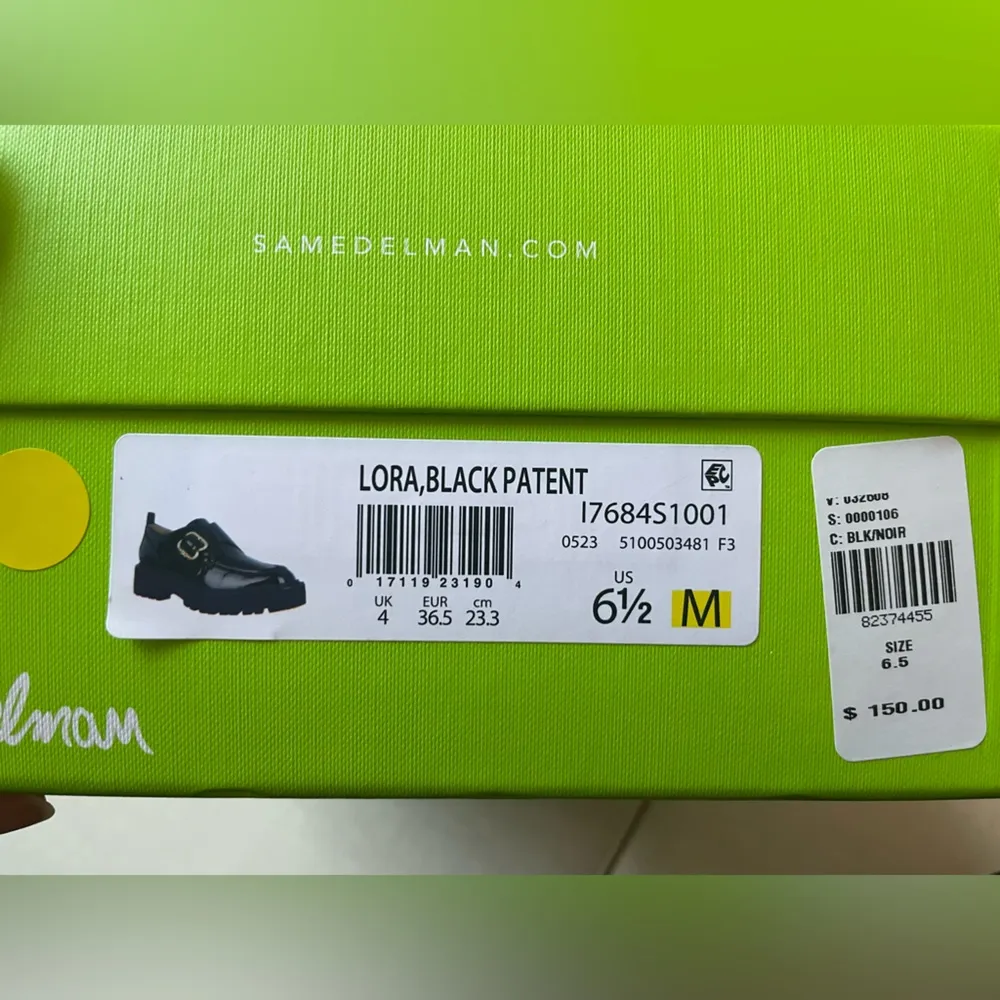 SAMEDELMAN.COM
LORA,BLACK PATENT
I7684S1001
0523 5100503481 F3
0 17119 23190 4
UK EUR cm
4 36.5 23.3
US
6½ M
V: 032608
S: 0000106
C: BLK/NOIR
82374455
SIZE
6.5
$ 150.00
elman